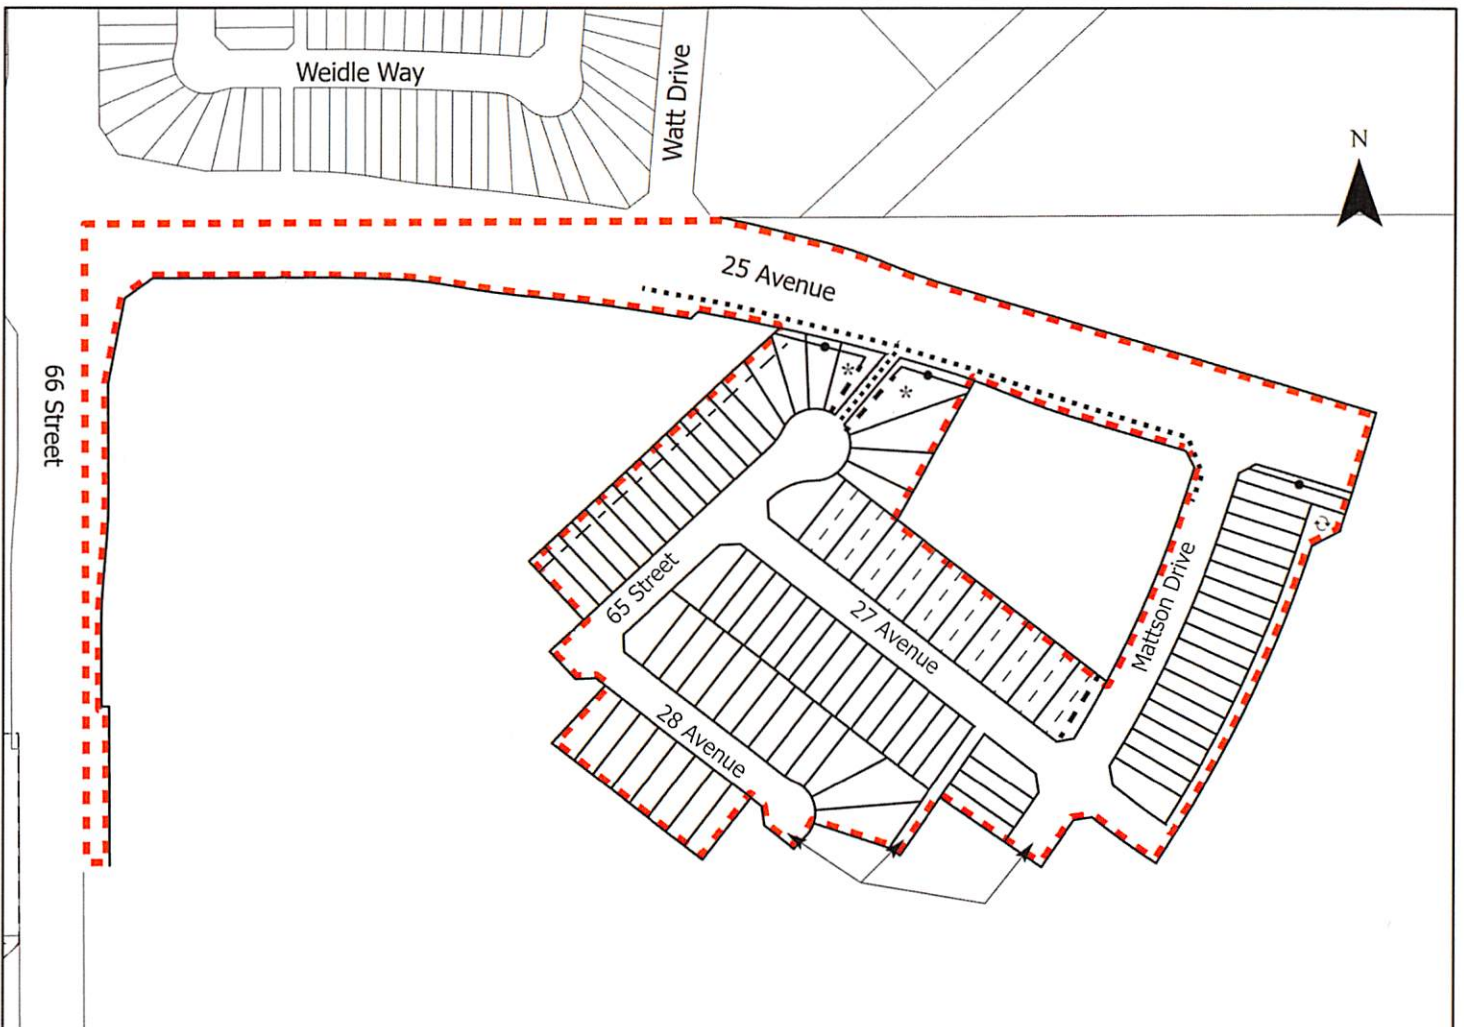 Weidle Way
Watt Drive
N
25 Avenue
66 Street
65 Street
27 Avenue
Mattson Drive
28 Avenue